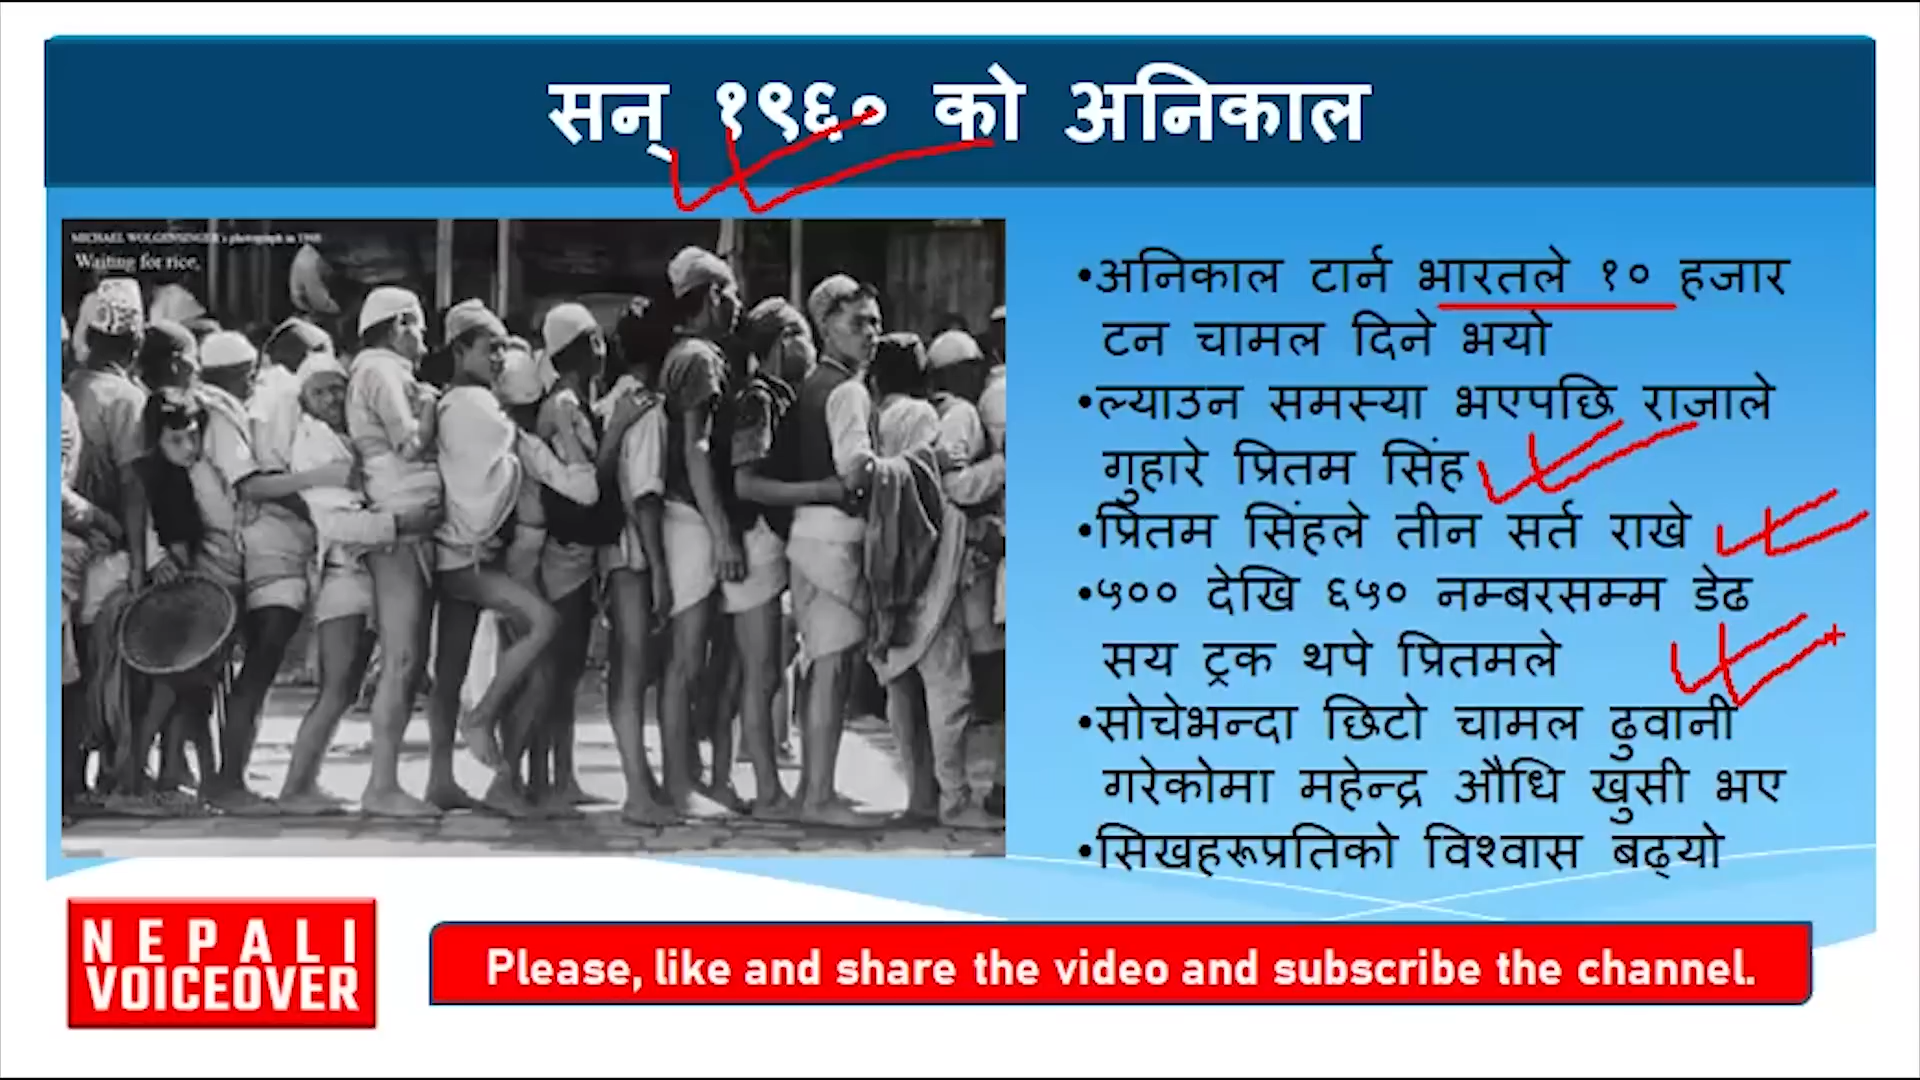 सन् १९६० को अनिकाल
MICHAEL WOLGENSINGER's photograph in 19
Waiting for rice,
•अनिकाल टार्न भारतले १० हजार
टन चामल दिने भयो
•ल्याउन समस्या भएपछि राजाले
गुहारे प्रितम सिंह
•प्रितम सिंहले तीन सर्त राखे
•५०० देखि ६५० नम्बरसम्म डेढ
सय ट्रक थपे प्रितमले
•सोचेभन्दा छिटो चामल ढुवानी
गरेकोमा महेन्द्र औधि खुसी भए
•सिखहरूप्रतिको विश्वास बढ्यो
NEPALI
VOICEOVER
Please, like and share the video and subscribe the channel.